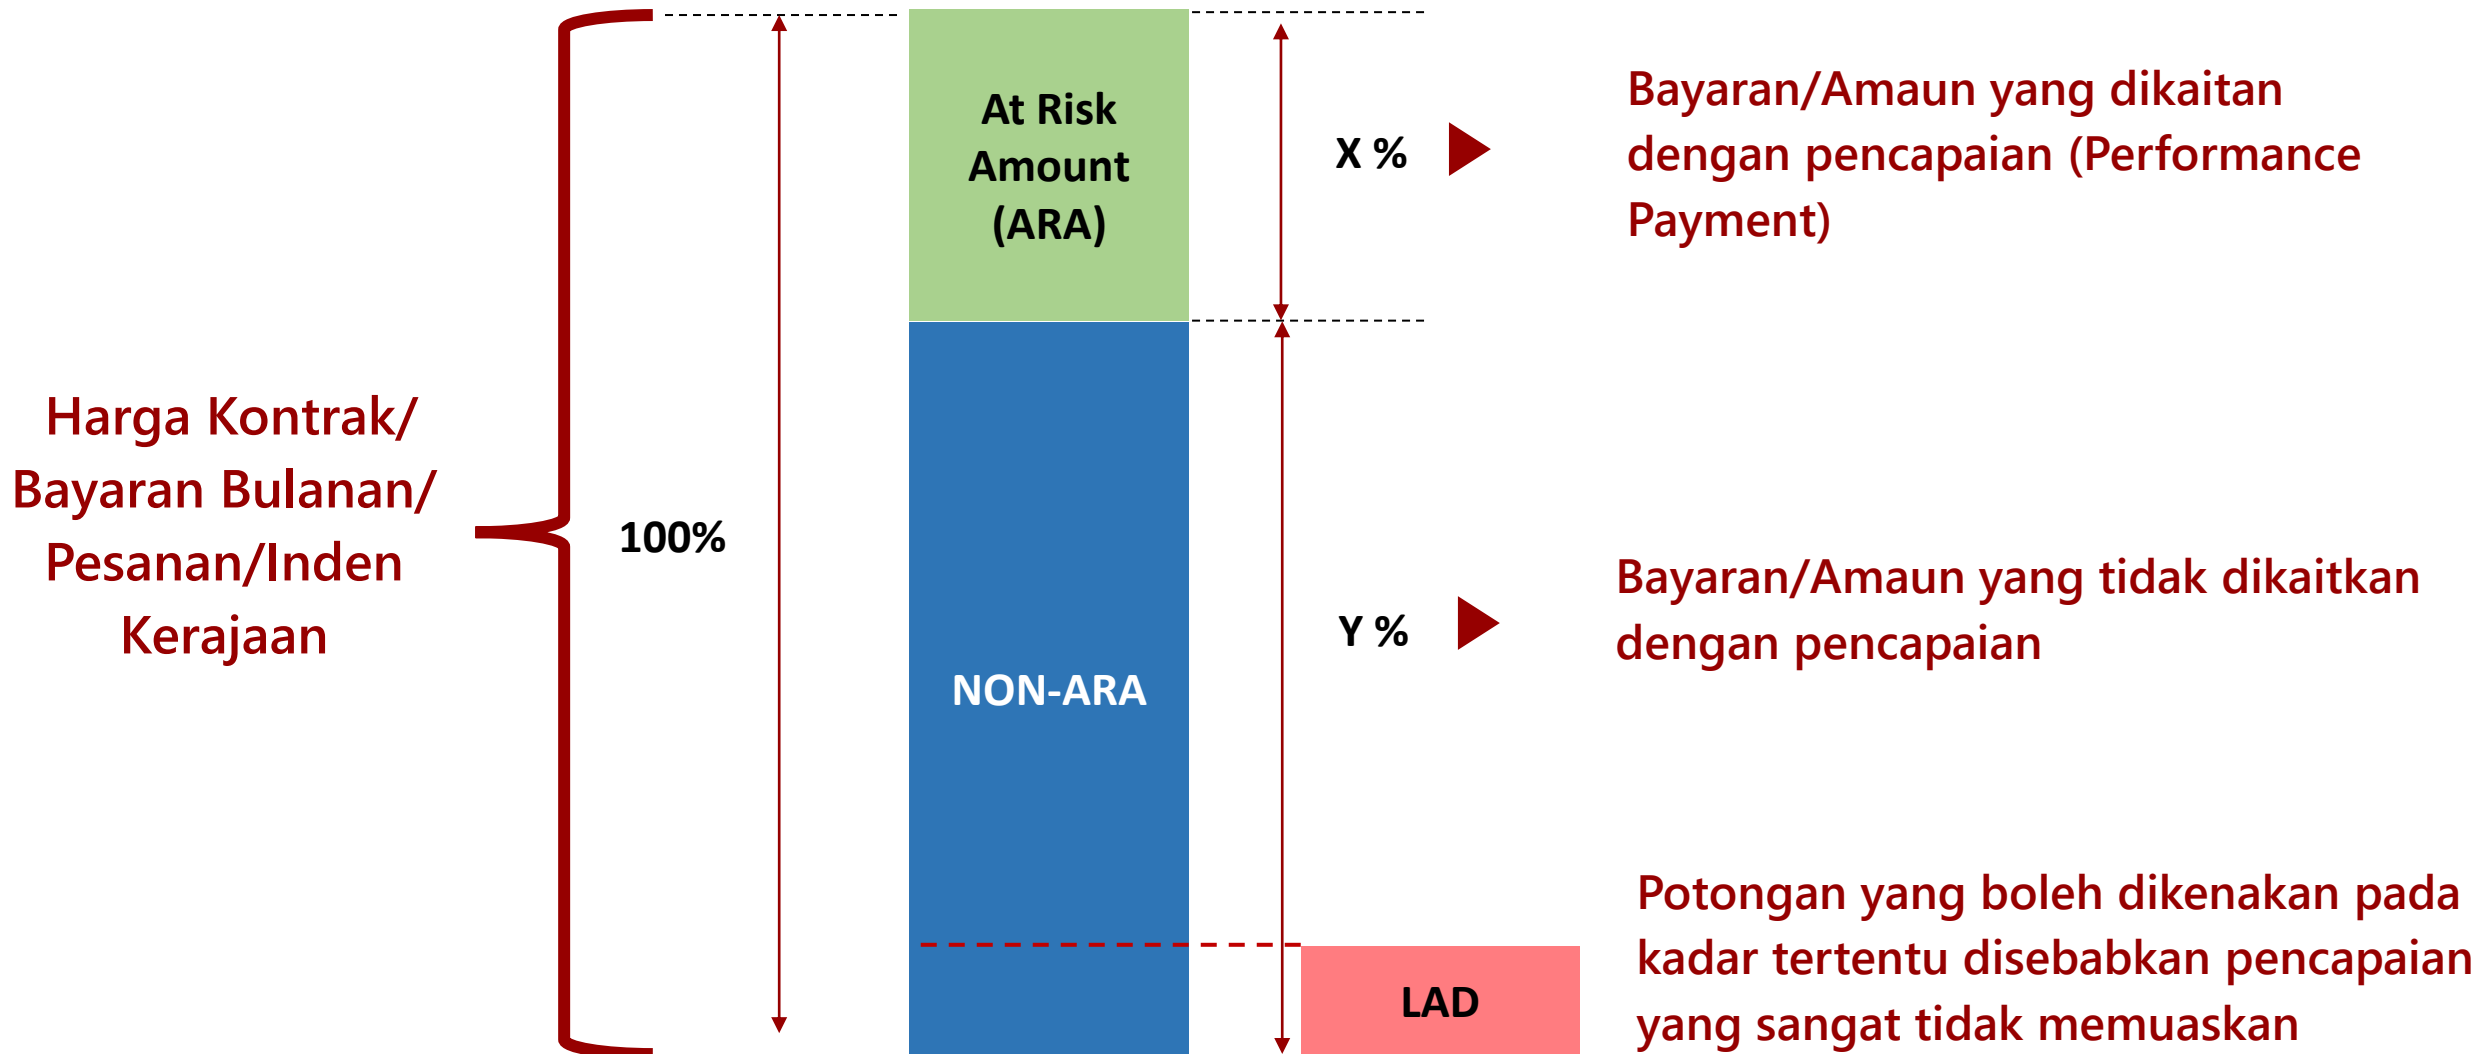 Harga Kontrak/
Bayaran Bulanan/
Pesanan/Inden
Kerajaan
100%
At Risk
Amount
(ARA)
NON-ARA
X %
Bayaran/Amaun yang dikaitan
dengan pencapaian (Performance
Payment)
Y %
Bayaran/Amaun yang tidak dikaitkan
dengan pencapaian
LAD
Potongan yang boleh dikenakan pada
kadar tertentu disebabkan pencapaian
yang sangat tidak memuaskan